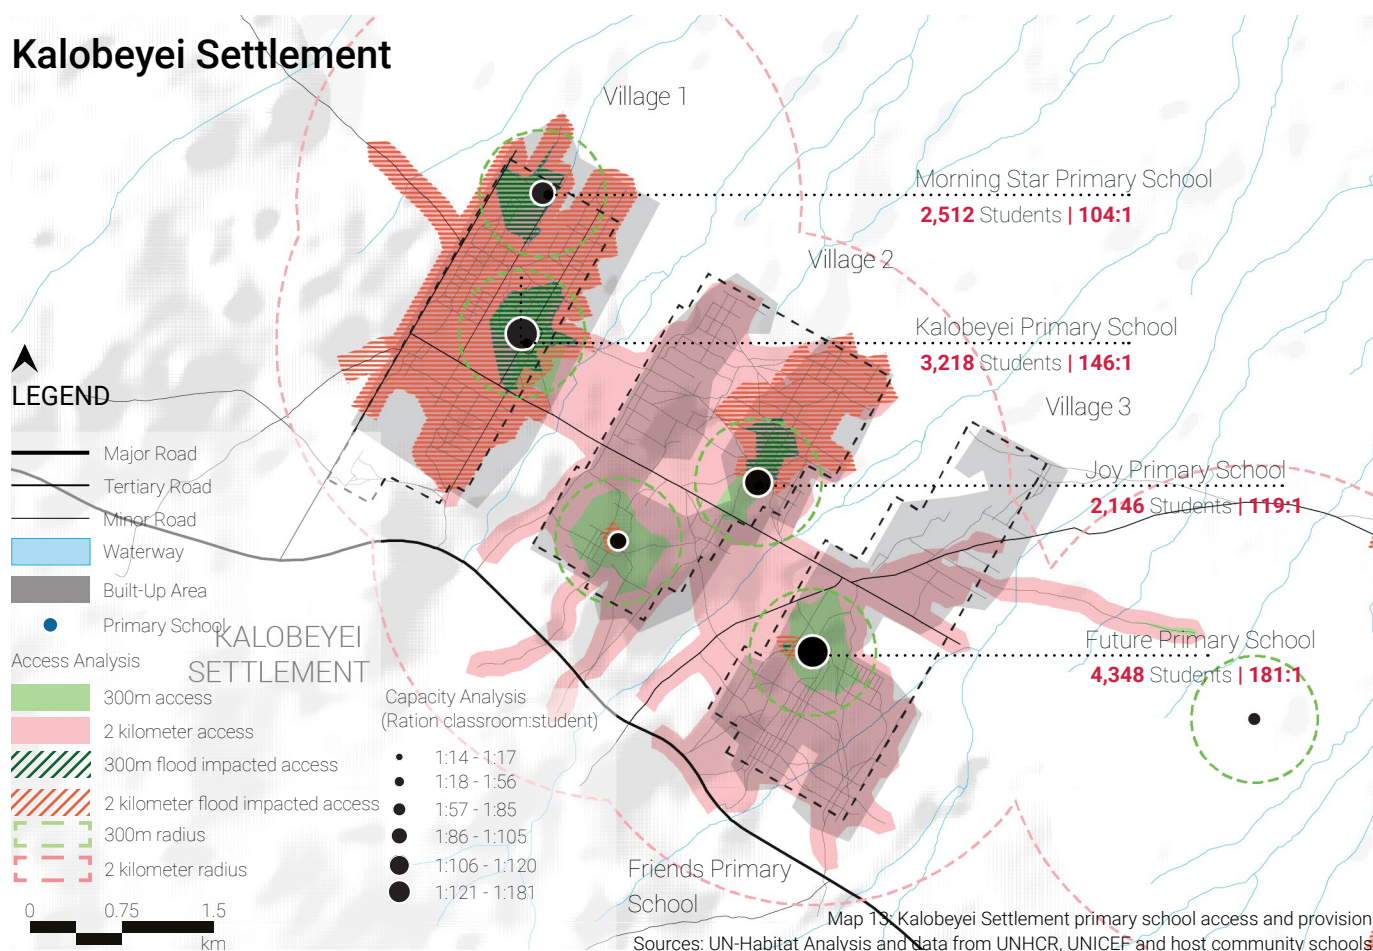 Kalobeyei Settlement
Village 1
Morning Star Primary School
2,512 Students | 104:1
Village 2
Kalobeyei Primary School
3,218 Students | 146:1
Village 3
Joy Primary School
2,146 Students | 119:1
Future Primary School
4,348 Students | 181:1
LEGEND
Major Road
Tertiary Road
Minor Road
Waterway
Built-Up Area
Primary School
Access Analysis
300m access
2 kilometer access
300m flood impacted access
2 kilometer flood impacted access
300m radius
2 kilometer radius
0 0.75 1.5
km
KALOBEYEI
SETTLEMENT
Capacity Analysis
(Ration classroom:student)
1:14 - 1:17
1:18 - 1:56
1:57 - 1:85
1:86 - 1:105
1:106 - 1:120
1:121 - 1:181
Friends Primary
School
Map 13: Kalobeyei Settlement primary school access and provision
Sources: UN-Habitat Analysis and data from UNHCR, UNICEF and host community schools